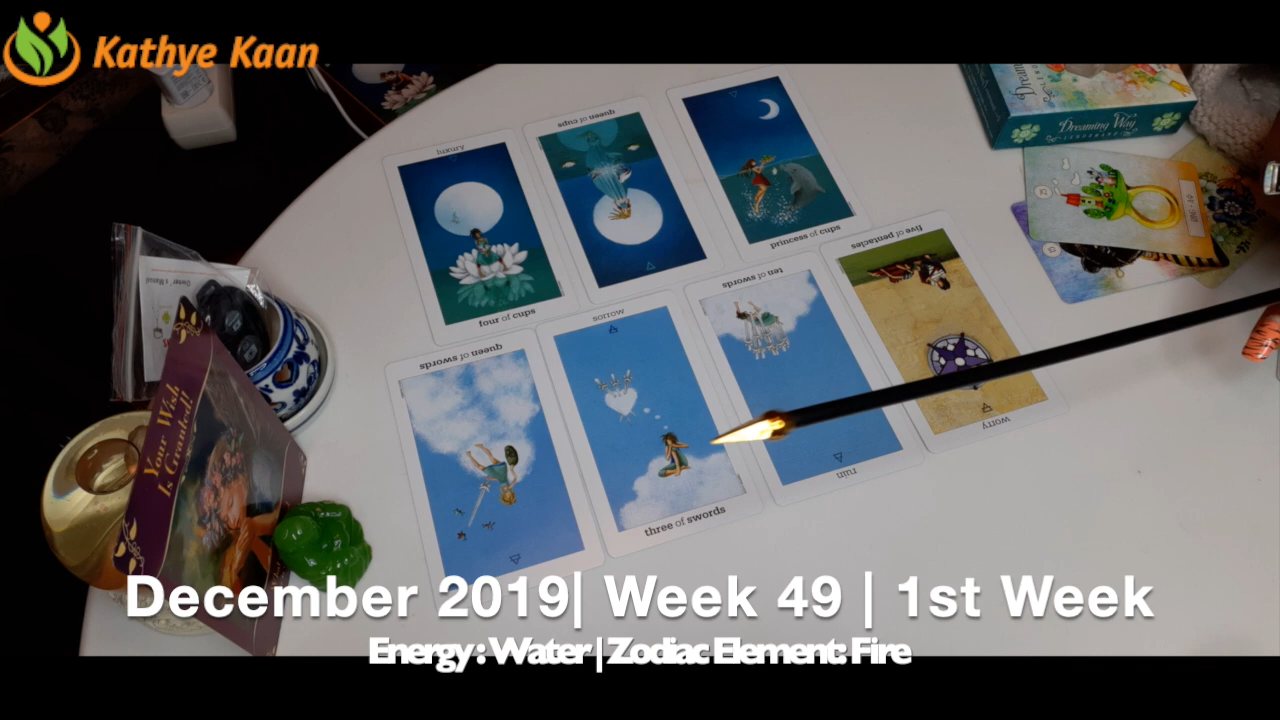 Kathye Kaan
luxury
four of cups
queen of cups
princess of cups
queen of swords
sorrow
three of swords
ten of swords
ruin
five of pentacles
worry
Dreaming Way
Your Wish
Is Granted!
December 2019| Week 49 | 1st Week
Energy : Water | Zodiac Element: Fire